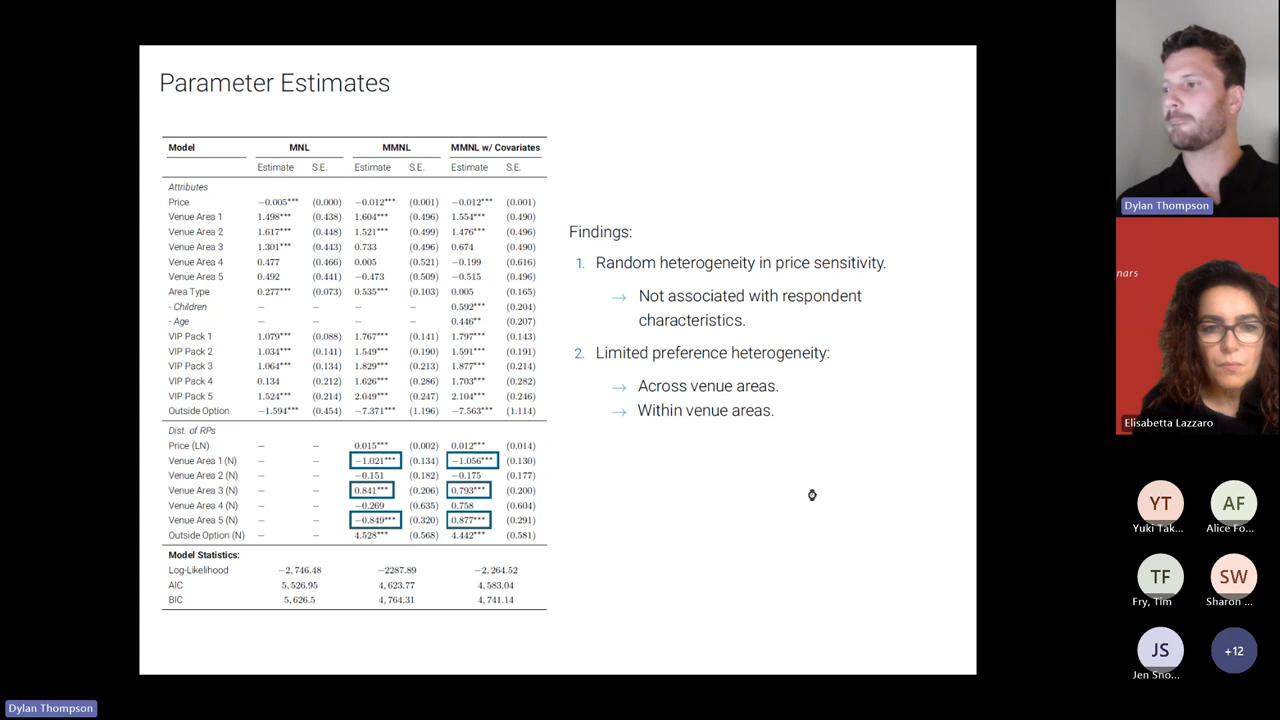 Parameter Estimates
Model MNL MMNL MMNL w/ Covariates
Estimate S.E. Estimate S.E. Estimate S.E.
Attributes
Price −0.005*** (0.000) −0.012*** (0.001) −0.012*** (0.001)
Venue Area 1 1.498*** (0.438) 1.604*** (0.496) 1.554*** (0.490)
Venue Area 2 1.617*** (0.448) 1.521*** (0.499) 1.476*** (0.496)
Venue Area 3 1.301*** (0.443) 0.733 (0.496) 0.674 (0.490)
Venue Area 4 0.477 (0.466) 0.005 (0.521) −0.199 (0.616)
Venue Area 5 0.492 (0.441) −0.473 (0.509) −0.515 (0.496)
Area Type 0.277*** (0.073) 0.535*** (0.103) 0.005 (0.165)
- Children – – – – 0.592*** (0.204)
- Age – – – – 0.446** (0.207)
VIP Pack 1 1.079*** (0.088) 1.767*** (0.141) 1.797*** (0.143)
VIP Pack 2 1.034*** (0.141) 1.549*** (0.190) 1.591*** (0.191)
VIP Pack 3 1.064*** (0.134) 1.829*** (0.213) 1.877*** (0.214)
VIP Pack 4 0.134 (0.212) 1.626*** (0.286) 1.703*** (0.282)
VIP Pack 5 1.524*** (0.214) 2.049*** (0.247) 2.104*** (0.246)
Outside Option −1.594*** (0.454) −7.371*** (1.196) −7.563*** (1.114)
Dist. of RPs
Price (LN) – – 0.015*** (0.002) 0.012*** (0.014)
Venue Area 1 (N) – – −1.021*** (0.134) −1.056*** (0.130)
Venue Area 2 (N) – – −0.151 (0.182) −0.175 (0.177)
Venue Area 3 (N) – – 0.841*** (0.206) 0.793*** (0.200)
Venue Area 4 (N) – – −0.269 (0.635) 0.758 (0.604)
Venue Area 5 (N) – – −0.849*** (0.320) 0.877*** (0.291)
Outside Option (N) – – 4.528*** (0.568) 4.442*** (0.581)
Model Statistics:
Log-Likelihood −2,746.48 −2287.89 −2,264.52
AIC 5,526.95 4,623.77 4,583.04
BIC 5,626.5 4,764.31 4,741.14
Findings:
1. Random heterogeneity in price sensitivity.
→ Not associated with respondent
characteristics.
2. Limited preference heterogeneity:
→ Across venue areas.
→ Within venue areas.
Dylan Thompson
nars
Elisabetta Lazzaro
YT AF
Yuki Tak... Alice Fo...
TF SW
Fry, Tim Sharon ...
JS +12
Jen Sno...
Dylan Thompson